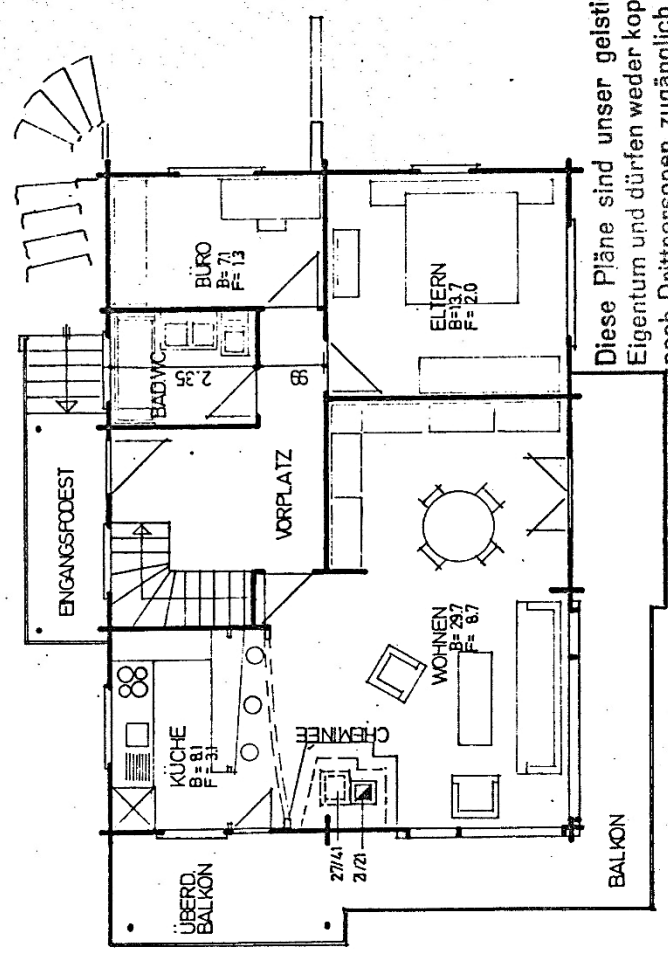 EINGANGSPODEST
BÜRO
B= 7.1
F= 1.3
BAD.WC
2.35
99
VORPLATZ
ELTERN
B=13.7
F= 2.0
KÜCHE
B= 8.1
F= 3.1
CHEMINEE
WOHNEN
B= 29.7
F= 8.7
27/41
21/21
ÜBERD.
BALKON
BALKON
Diese Pläne sind unser geisti
Eigentum und dürfen weder kop
noch Drittpersonen zugänglich